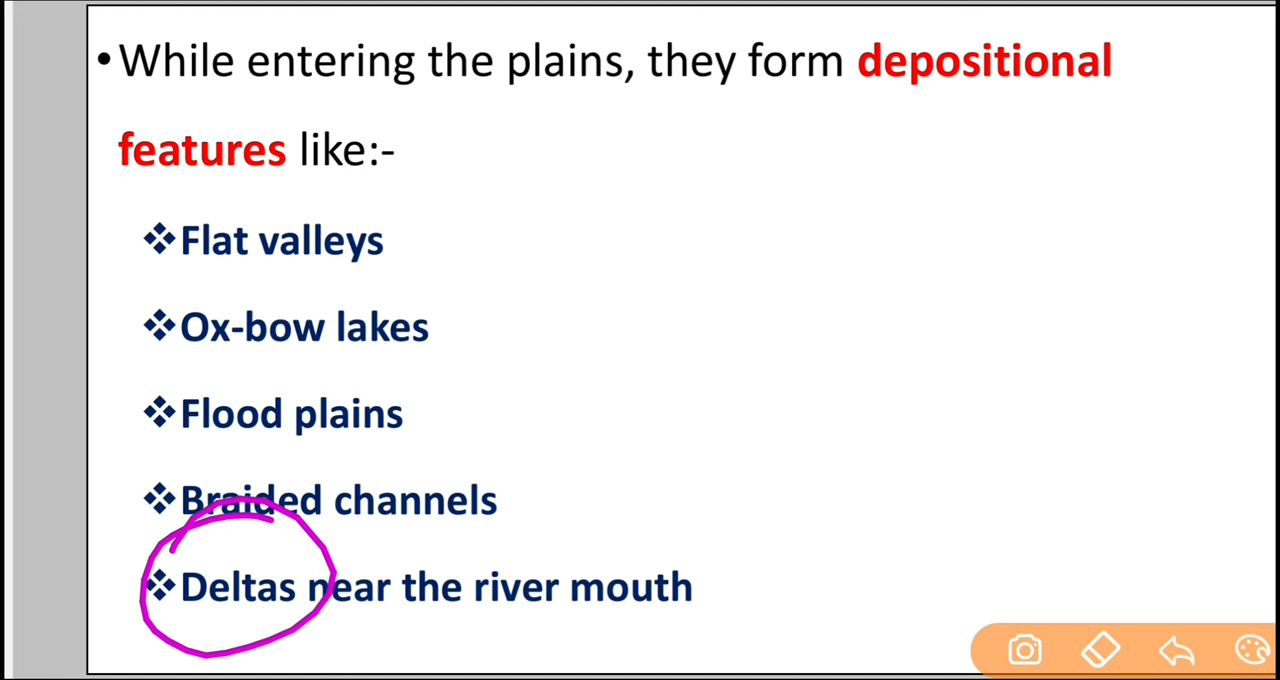 •While entering the plains, they form depositional
features like:-
❖Flat valleys
❖Ox-bow lakes
❖Flood plains
❖Braided channels
❖Deltas near the river mouth